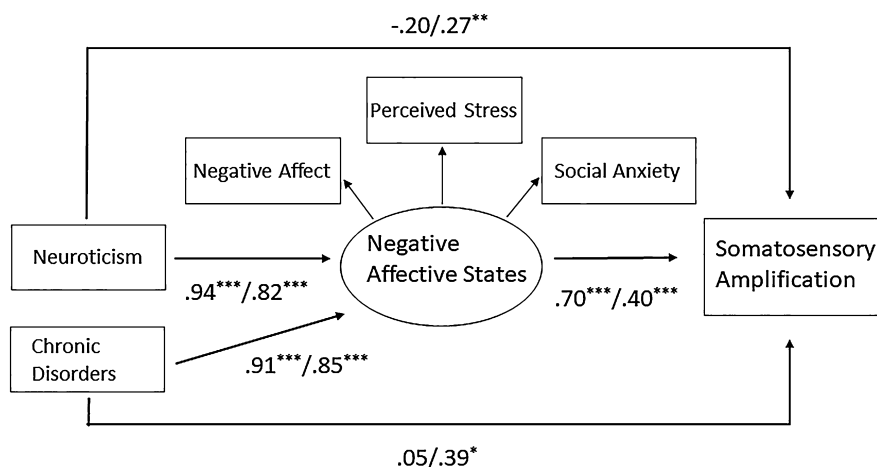 -.20/.27**
Perceived Stress
Negative Affect
Social Anxiety
Neuroticism
Negative
Affective States
Somatosensory
Amplification
.94***/.82***
.70***/.40***
Chronic
Disorders
.91***/.85***
.05/.39*